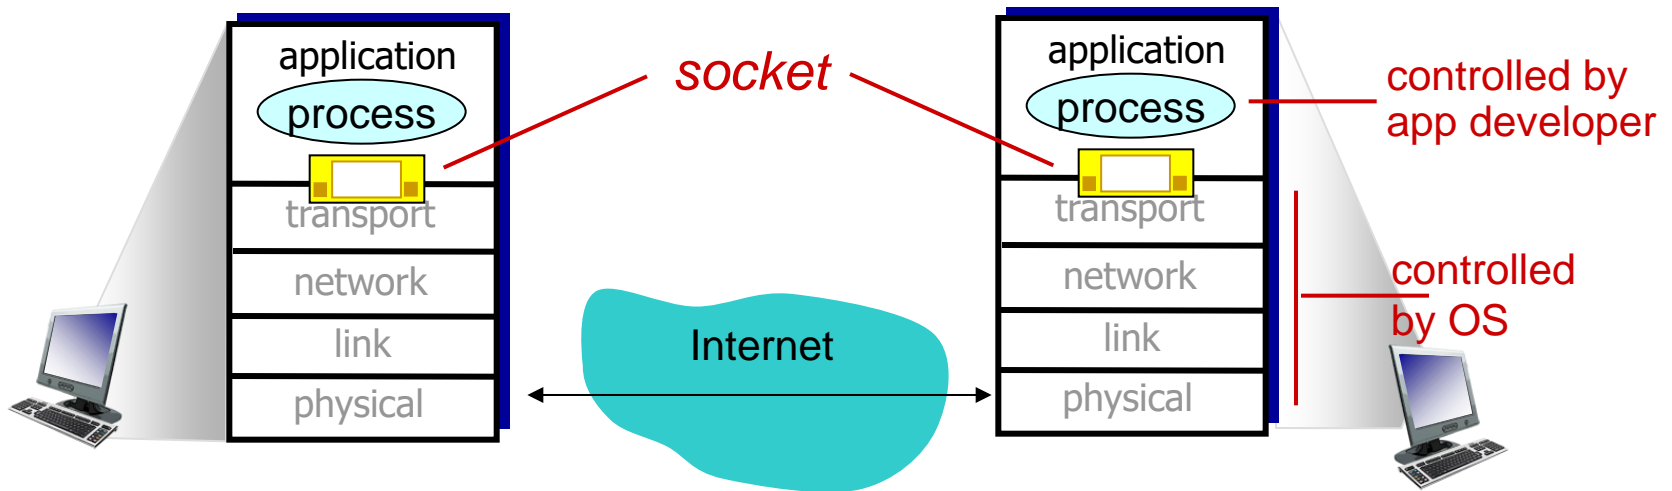 application
process
transport
network
link
physical
socket
Internet
application
process
transport
network
link
physical
controlled by
app developer
controlled
by OS